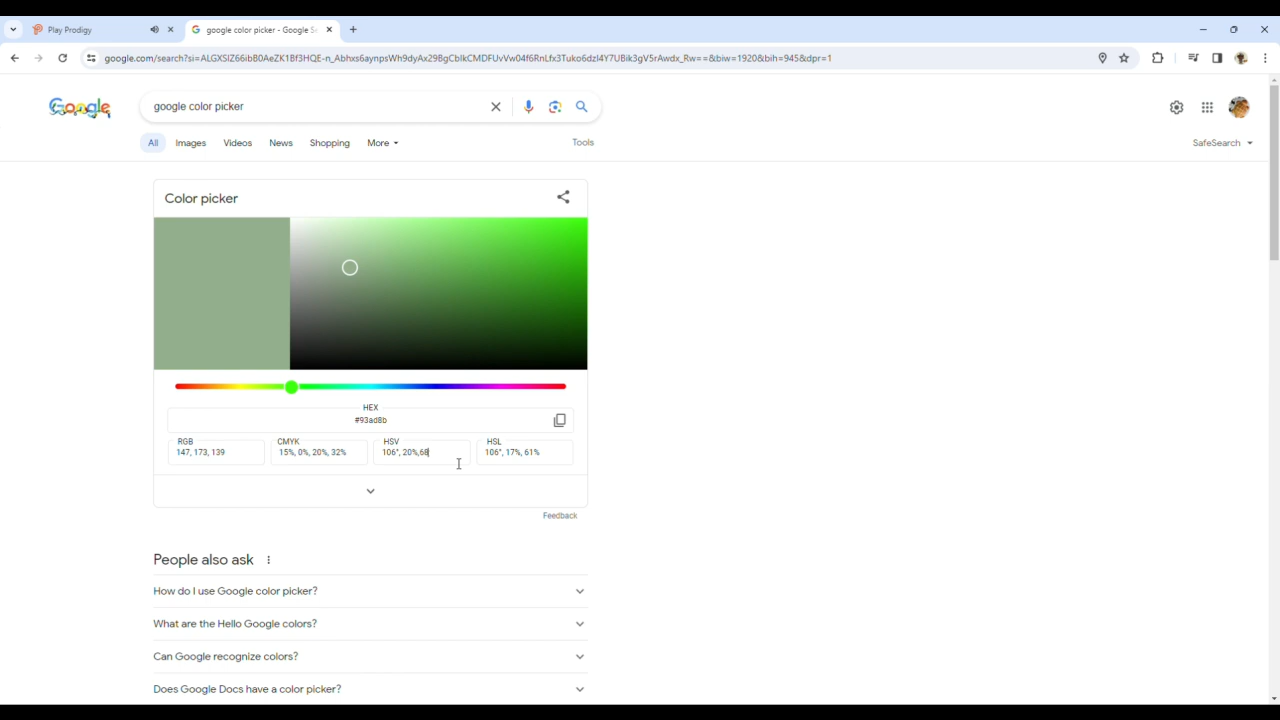 Play Prodigy
google color picker - Google S
google.com/search?si=ALGXSIZ66ibB0AeZK1Bf3HQE-n_Abhxs6aynpsWh9dyAx29BgCblkCMDFUvVw04f6RnLfx3Tuko6dzI4Y7UBik3gV5rAwdx_Rw==&biw=1920&bih=945&dpr=1
Google
google color picker
All Images Videos News Shopping More Tools SafeSearch
Color picker
HEX
#93ad8b
RGB CMYK HSV HSL
147, 173, 139 15%, 0%, 20%, 32% 106°, 20%,68 106°, 17%, 61%
Feedback
People also ask
How do I use Google color picker?
What are the Hello Google colors?
Can Google recognize colors?
Does Google Docs have a color picker?